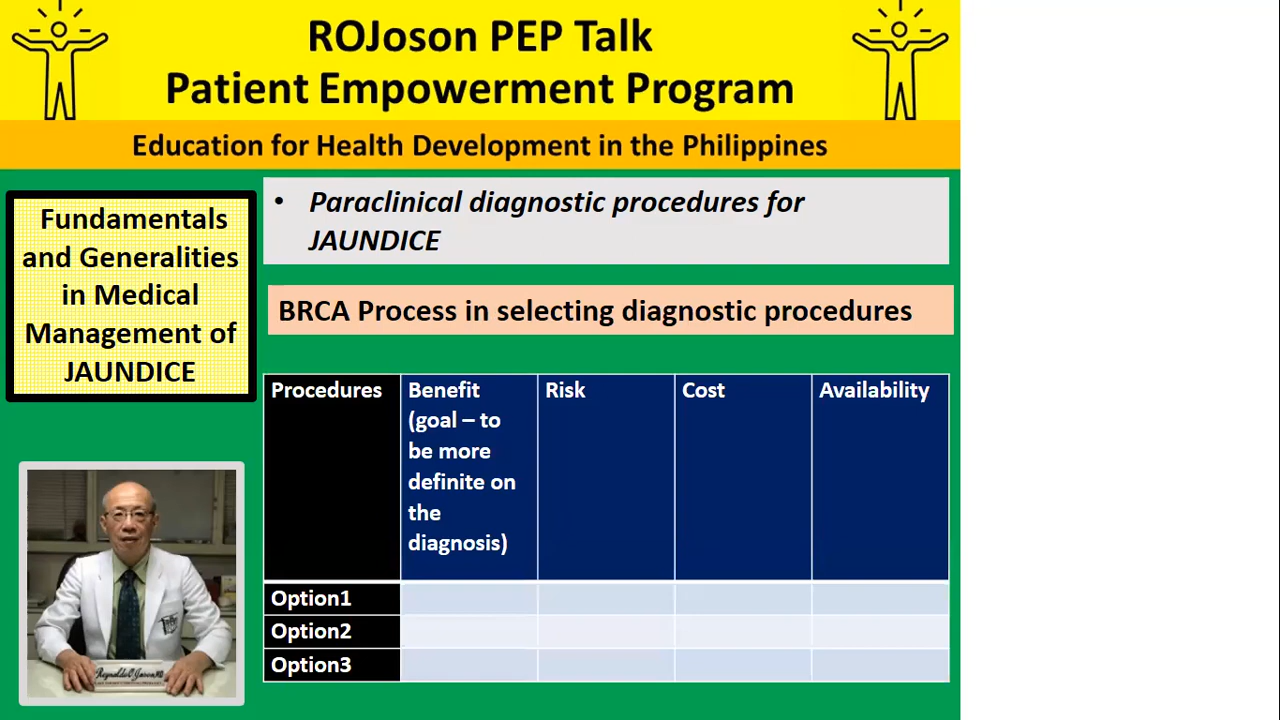 ROJoson PEP Talk
Patient Empowerment Program
Education for Health Development in the Philippines
Fundamentals
and Generalities
in Medical
Management of
JAUNDICE
• Paraclinical diagnostic procedures for
JAUNDICE
BRCA Process in selecting diagnostic procedures
Procedures
Benefit
(goal – to
be more
definite on
the
diagnosis)
Risk
Cost
Availability
Option1
Option2
Option3